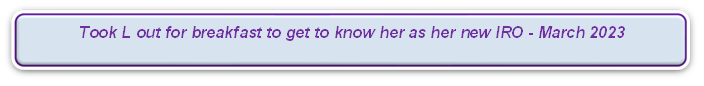 Took L out for breakfast to get to know her as her new IRO - March 2023